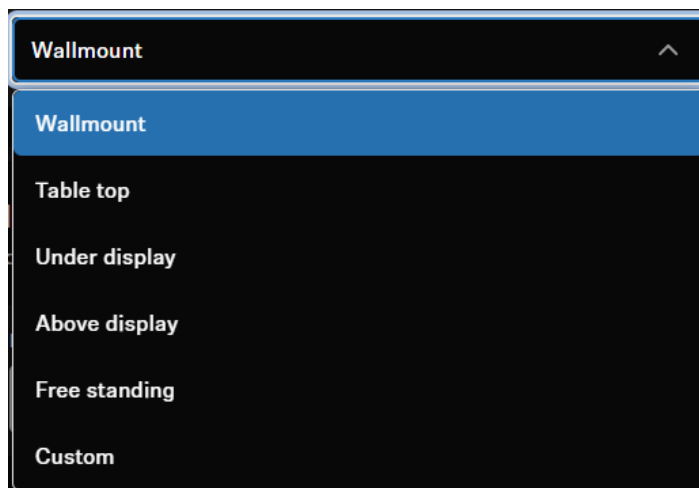 Wallmount
Wallmount
Table top
Under display
Above display
Free standing
Custom